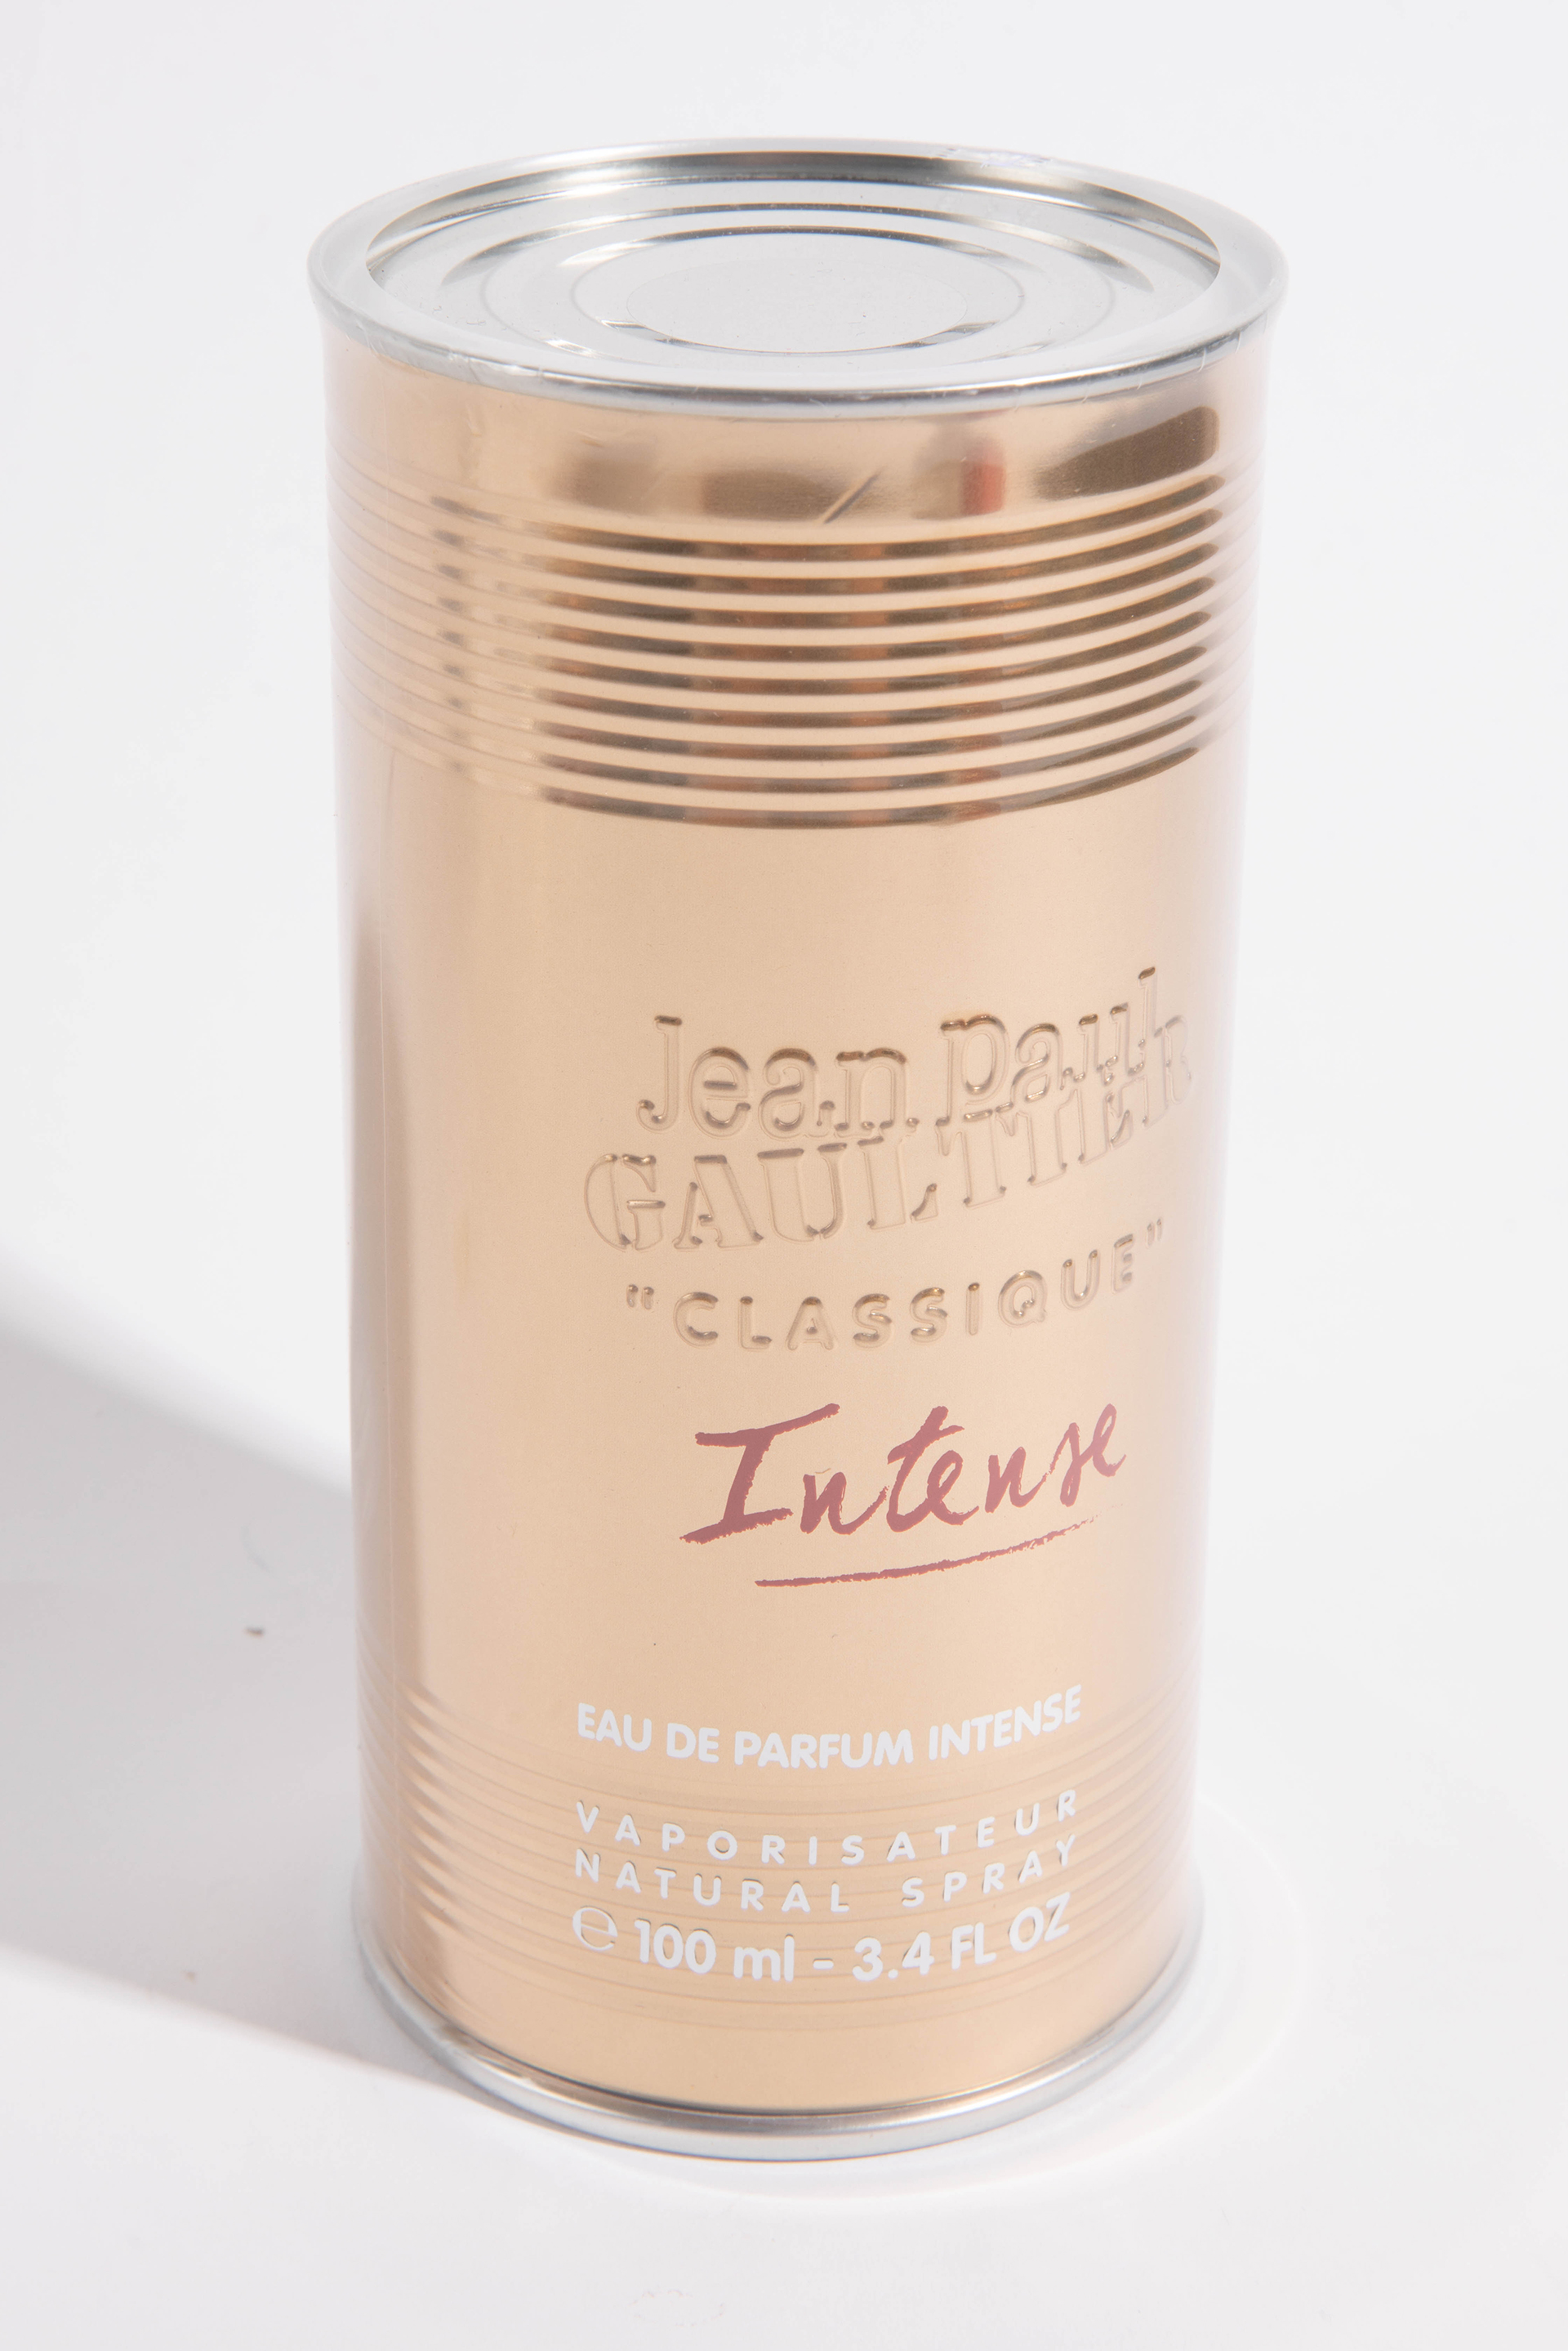 Jean Paul
GAULTIER
"CLASSIQUE"
Intense
EAU DE PARFUM INTENSE
VAPORISATEUR
NATURAL SPRAY
℮ 100 ml - 3.4 FL OZ